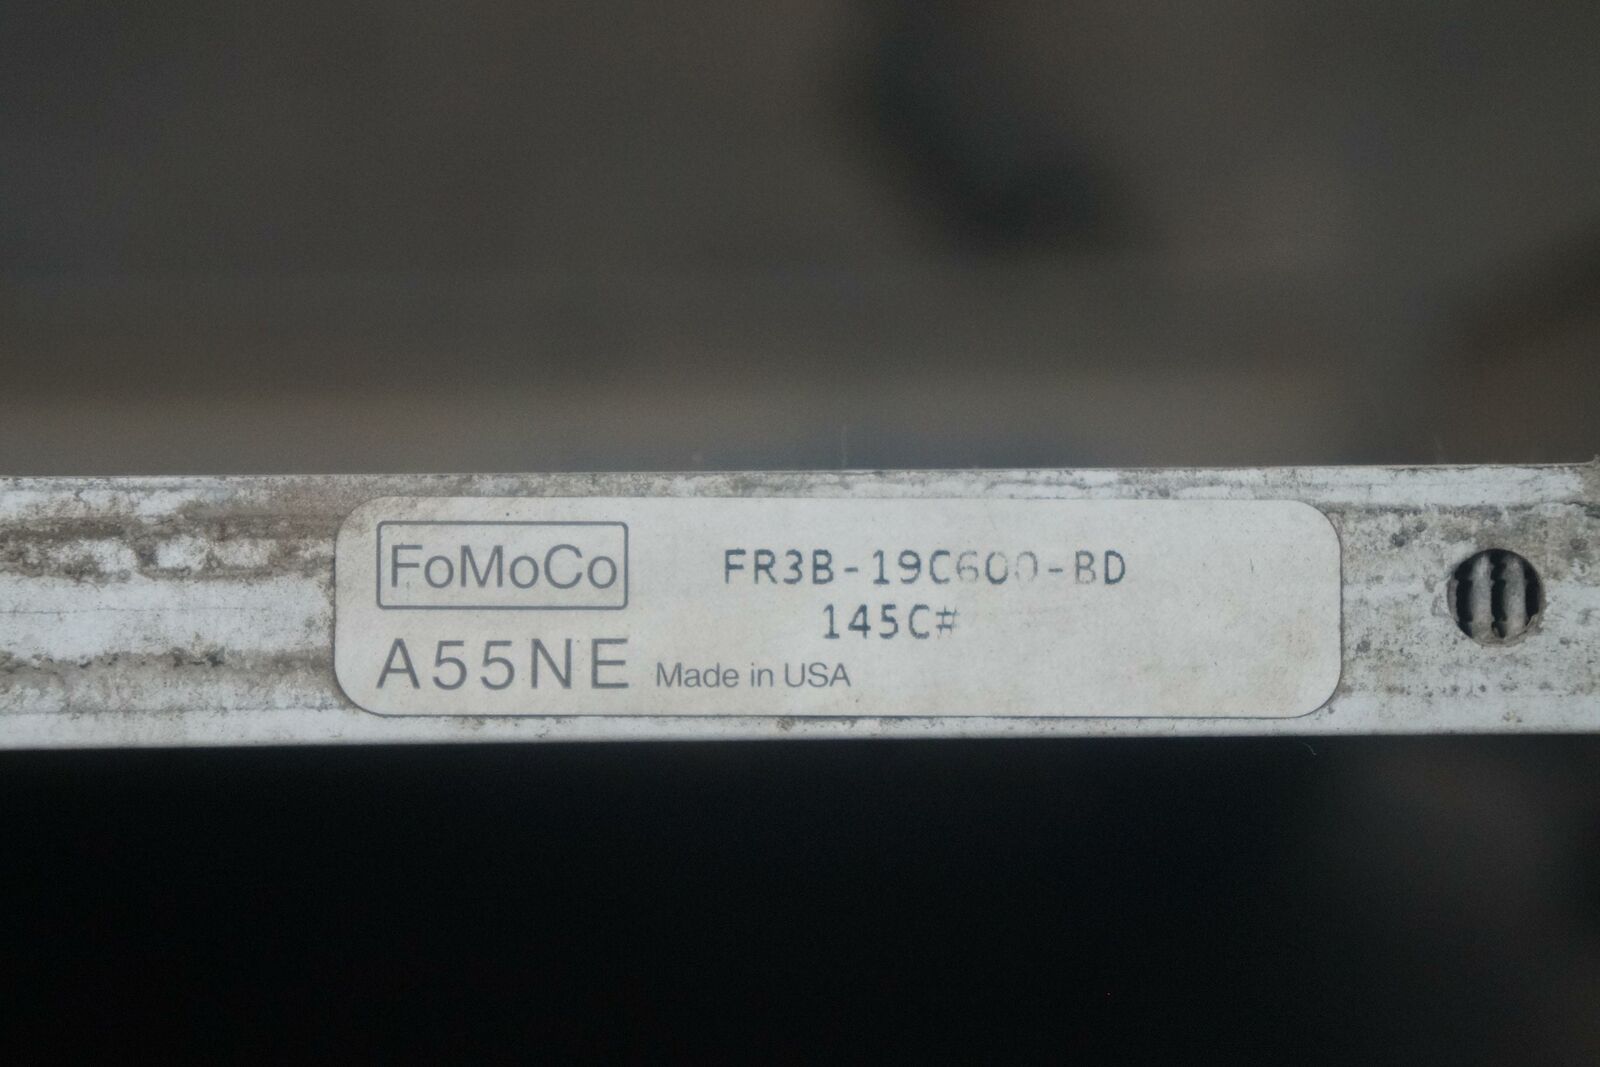 FoMoCo
FR3B-19C600-BD
145C#
A55NE Made in USA